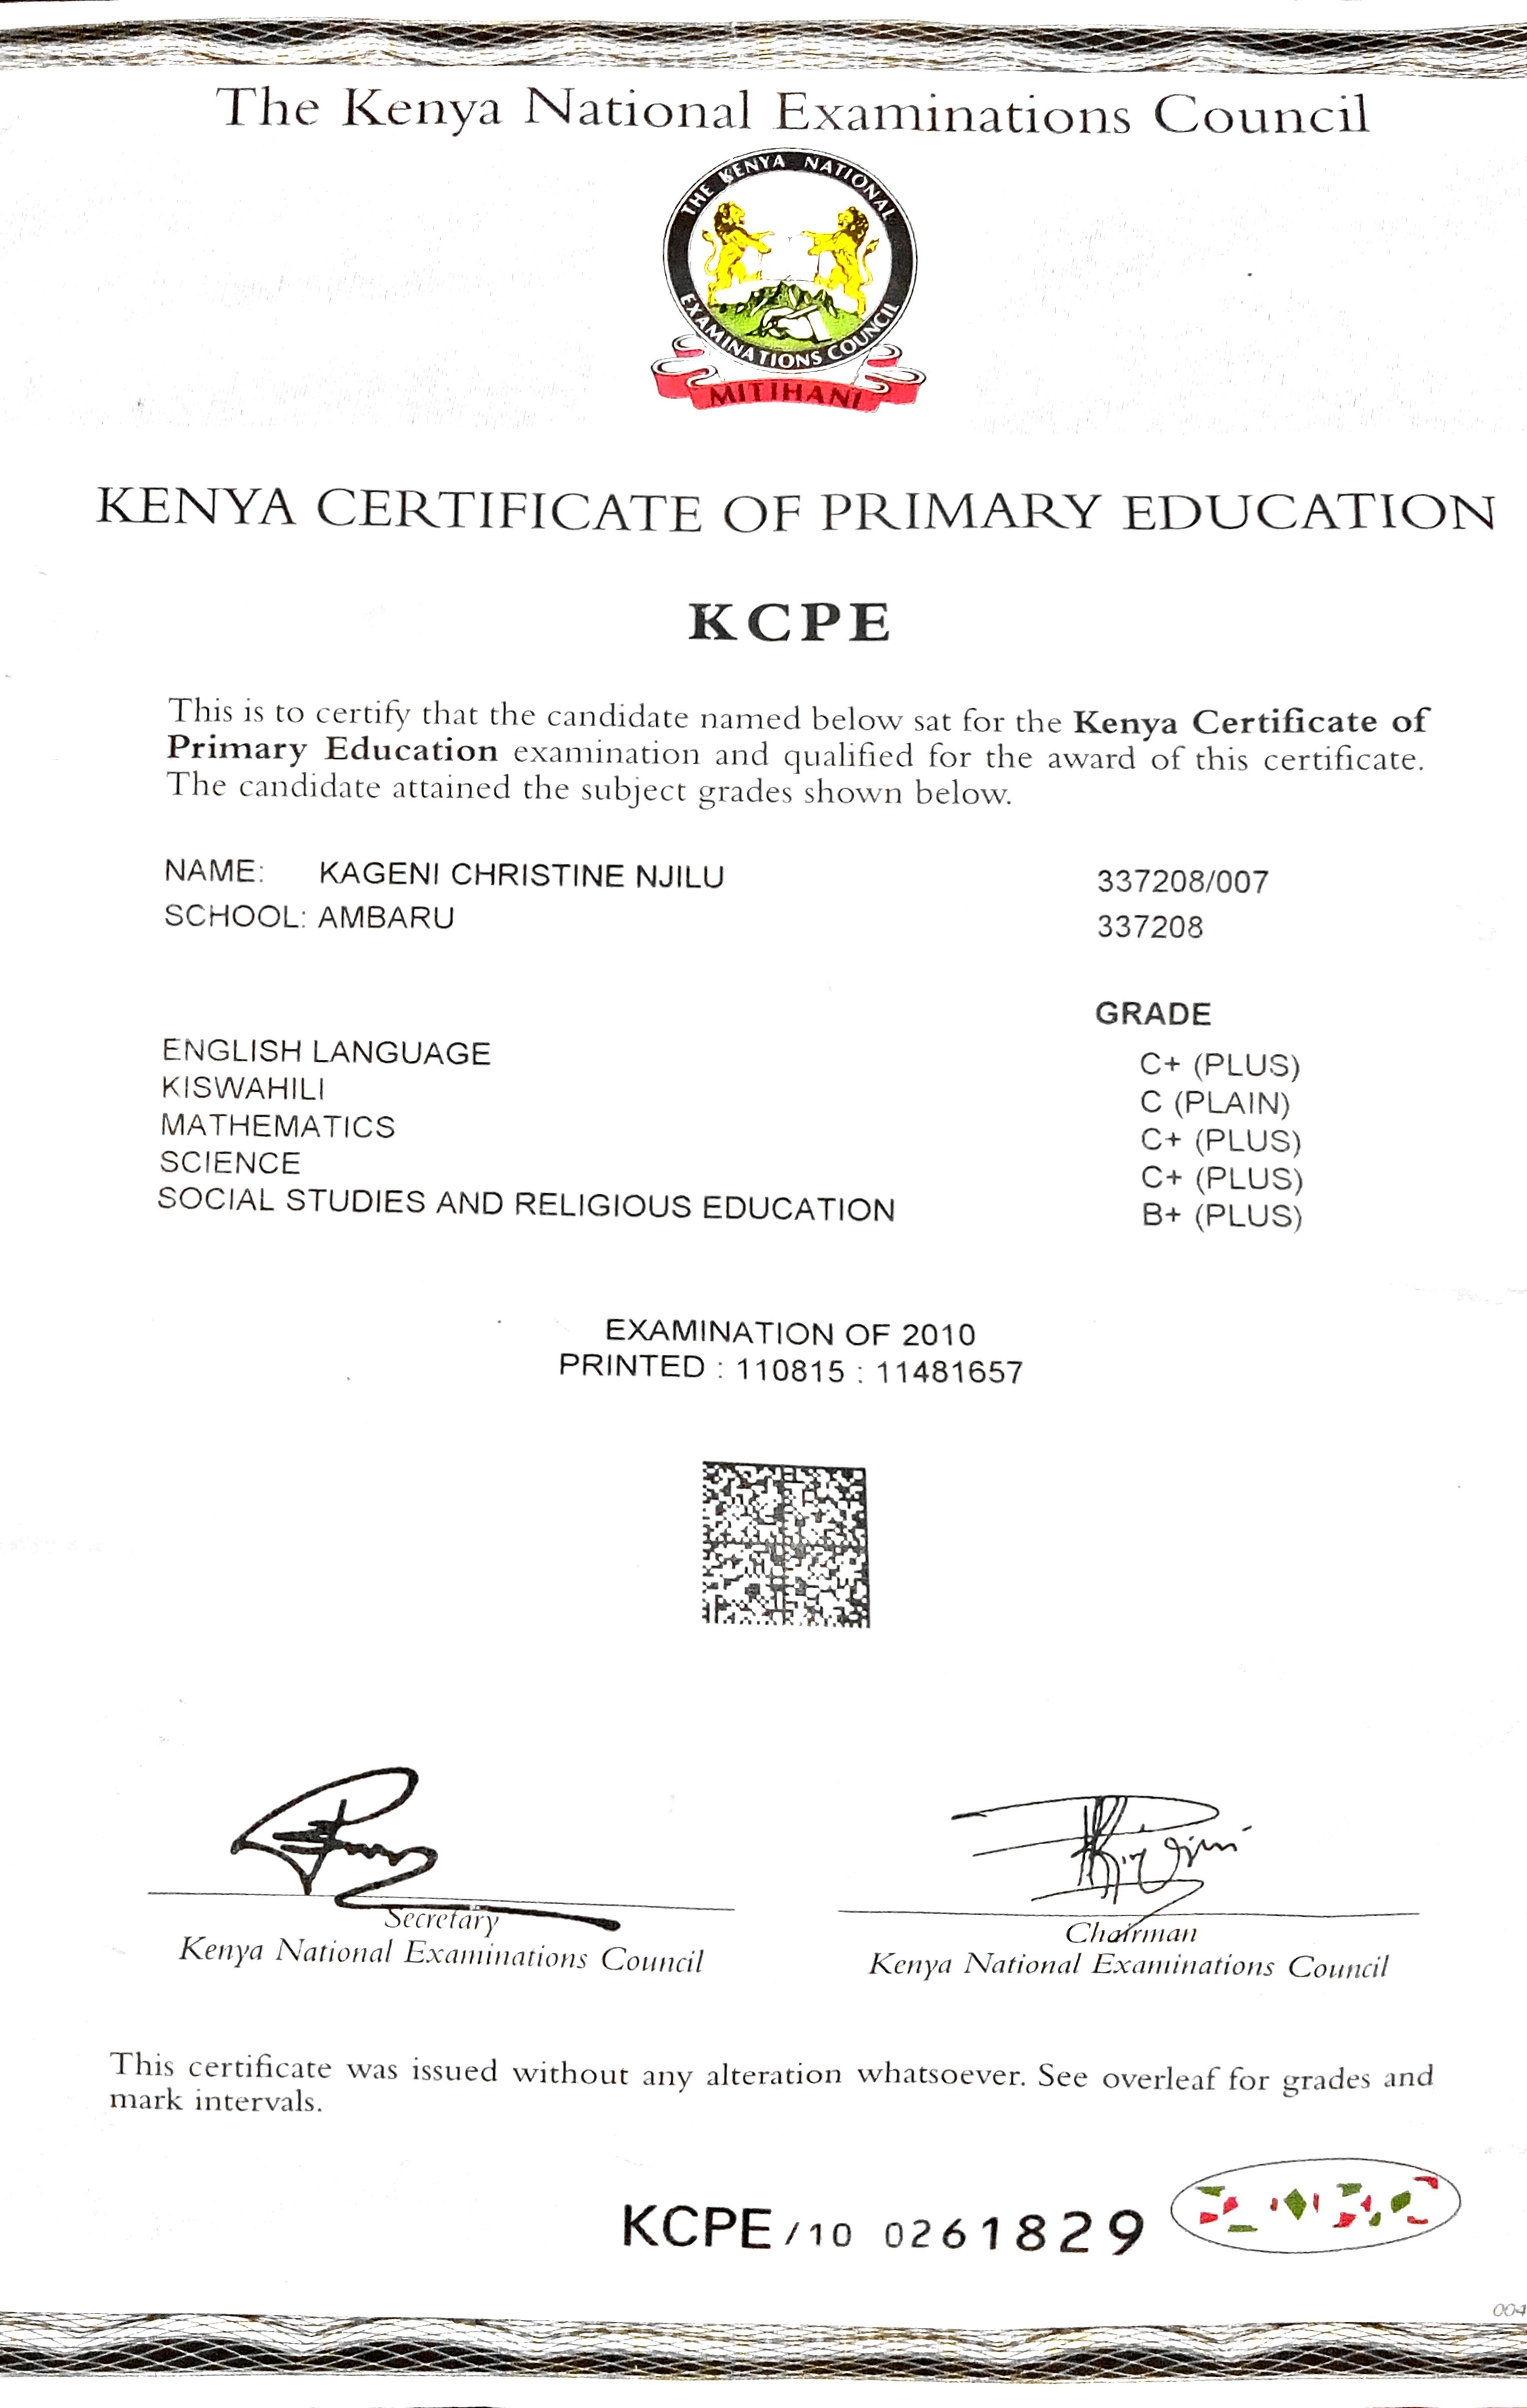 The Kenya National Examinations Council
THE KENYA NATIONAL
EXAMINATIONS COUNCIL
MITIHANI
KENYA CERTIFICATE OF PRIMARY EDUCATION
KCPE
This is to certify that the candidate named below sat for the Kenya Certificate of
Primary Education examination and qualified for the award of this certificate.
The candidate attained the subject grades shown below.
NAME: KAGENI CHRISTINE NJILU 337208/007
SCHOOL: AMBARU 337208
GRADE
ENGLISH LANGUAGE C+ (PLUS)
KISWAHILI C (PLAIN)
MATHEMATICS C+ (PLUS)
SCIENCE C+ (PLUS)
SOCIAL STUDIES AND RELIGIOUS EDUCATION B+ (PLUS)
EXAMINATION OF 2010
PRINTED : 110815 : 11481657
Secretary
Kenya National Examinations Council
Chairman
Kenya National Examinations Council
This certificate was issued without any alteration whatsoever. See overleaf for grades and
mark intervals.
KCPE/10 0261829